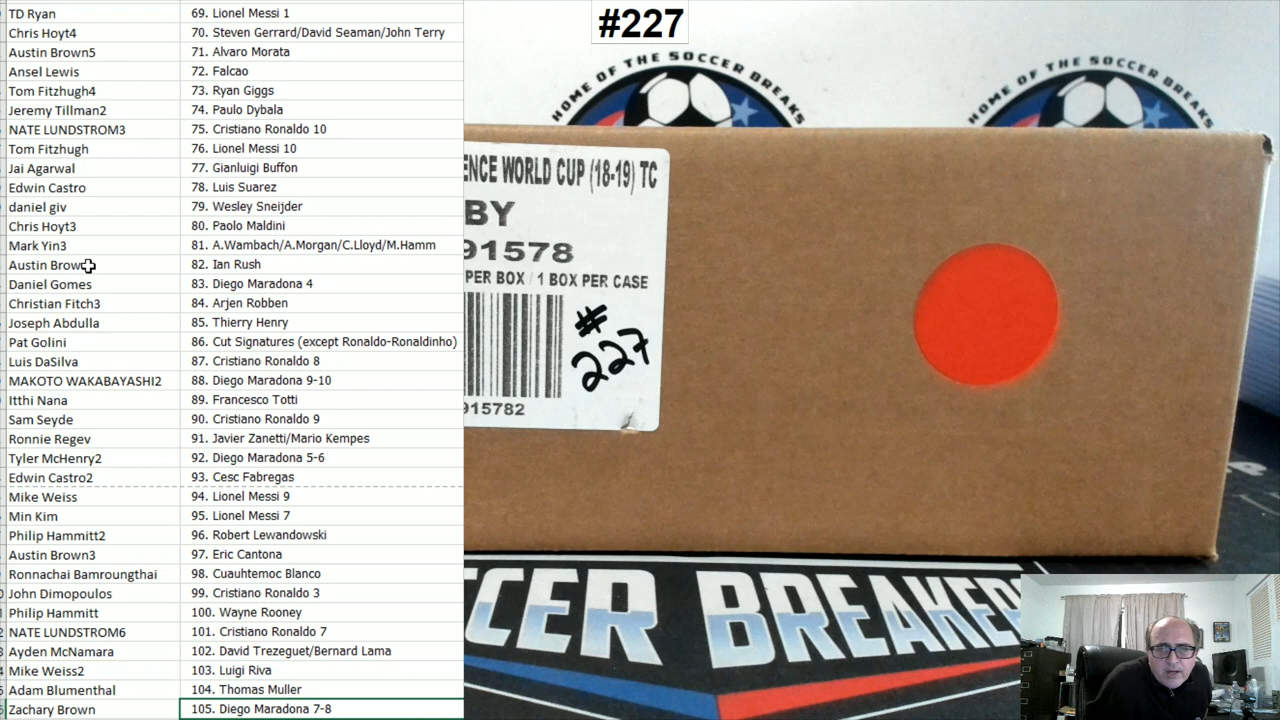 TD Ryan 69. Lionel Messi 1
Chris Hoyt4 70. Steven Gerrard/David Seaman/John Terry
Austin Brown5 71. Alvaro Morata
Ansel Lewis 72. Falcao
Tom Fitzhugh4 73. Ryan Giggs
Jeremy Tillman2 74. Paulo Dybala
NATE LUNDSTROM3 75. Cristiano Ronaldo 10
Tom Fitzhugh 76. Lionel Messi 10
Jai Agarwal 77. Gianluigi Buffon
Edwin Castro 78. Luis Suarez
daniel giv 79. Wesley Sneijder
Chris Hoyt3 80. Paolo Maldini
Mark Yin3 81. A.Wambach/A.Morgan/C.Lloyd/M.Hamm
Austin Brow 82. Ian Rush
Daniel Gomes 83. Diego Maradona 4
Christian Fitch3 84. Arjen Robben
Joseph Abdulla 85. Thierry Henry
Pat Golini 86. Cut Signatures (except Ronaldo-Ronaldinho)
Luis DaSilva 87. Cristiano Ronaldo 8
MAKOTO WAKABAYASHI2 88. Diego Maradona 9-10
Itthi Nana 89. Francesco Totti
Sam Seyde 90. Cristiano Ronaldo 9
Ronnie Regev 91. Javier Zanetti/Mario Kempes
Tyler McHenry2 92. Diego Maradona 5-6
Edwin Castro2 93. Cesc Fabregas
Mike Weiss 94. Lionel Messi 9
Min Kim 95. Lionel Messi 7
Philip Hammitt2 96. Robert Lewandowski
Austin Brown3 97. Eric Cantona
Ronnachai Bamroungthai 98. Cuauhtemoc Blanco
John Dimopoulos 99. Cristiano Ronaldo 3
Philip Hammitt 100. Wayne Rooney
NATE LUNDSTROM6 101. Cristiano Ronaldo 7
Ayden McNamara 102. David Trezeguet/Bernard Lama
Mike Weiss2 103. Luigi Riva
Adam Blumenthal 104. Thomas Muller
Zachary Brown 105. Diego Maradona 7-8
#227
HOME OF THE SOCCER BREAKS
HOME OF THE SOCCER BREAKS
ENCE WORLD CUP (18-19) TC
BY
91578
PER BOX / 1 BOX PER CASE
#
227
915782
CER BREAKE